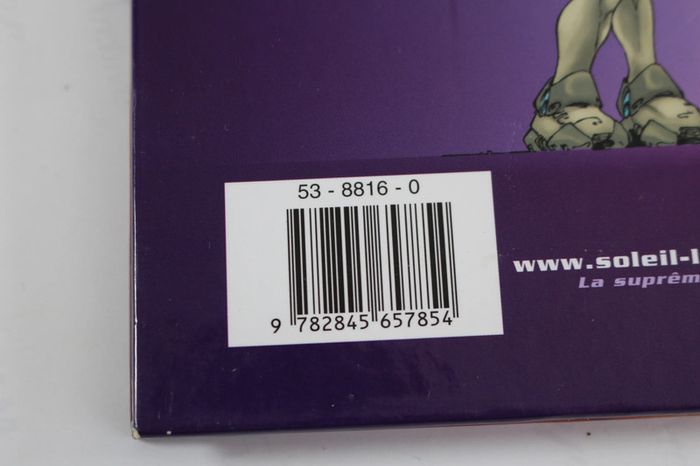 53 - 8816 - 0
9 782845 657854
www.soleil-l
La suprêm